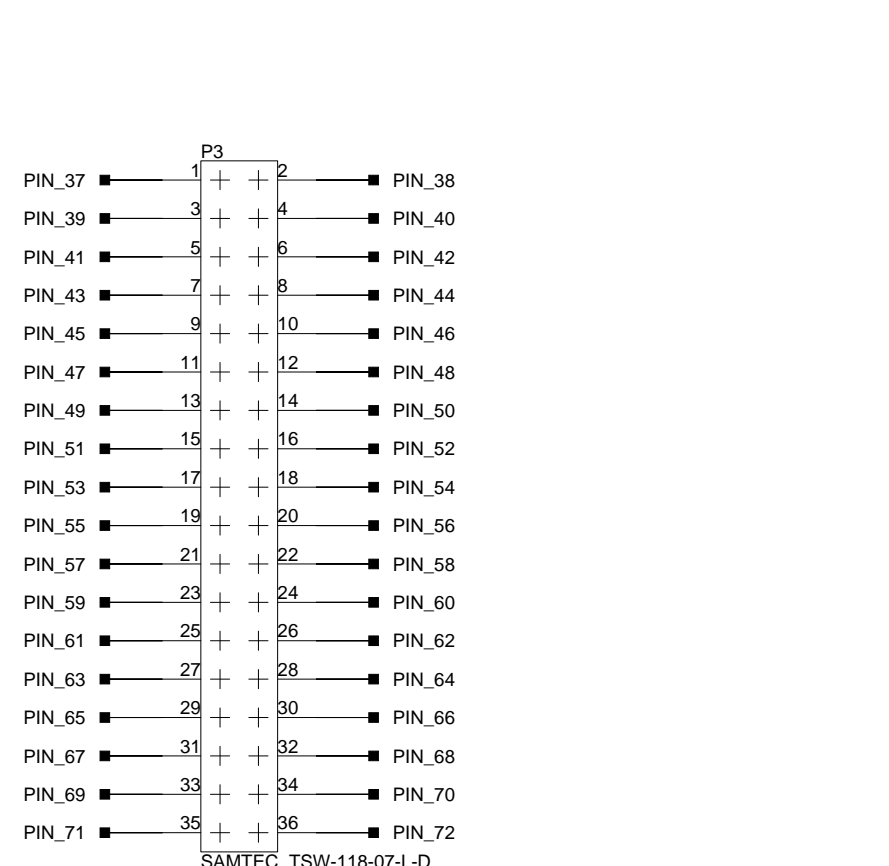 P3
PIN_37 1 2 PIN_38
PIN_39 3 4 PIN_40
PIN_41 5 6 PIN_42
PIN_43 7 8 PIN_44
PIN_45 9 10 PIN_46
PIN_47 11 12 PIN_48
PIN_49 13 14 PIN_50
PIN_51 15 16 PIN_52
PIN_53 17 18 PIN_54
PIN_55 19 20 PIN_56
PIN_57 21 22 PIN_58
PIN_59 23 24 PIN_60
PIN_61 25 26 PIN_62
PIN_63 27 28 PIN_64
PIN_65 29 30 PIN_66
PIN_67 31 32 PIN_68
PIN_69 33 34 PIN_70
PIN_71 35 36 PIN_72
SAMTEC_TSW-118-07-L-D